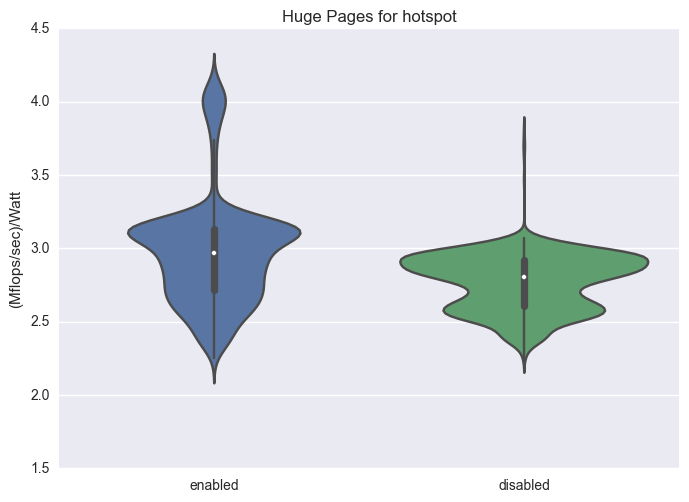 Huge Pages for hotspot
(Mflops/sec)/Watt
4.5
4.0
3.5
3.0
2.5
2.0
1.5
enabled
disabled